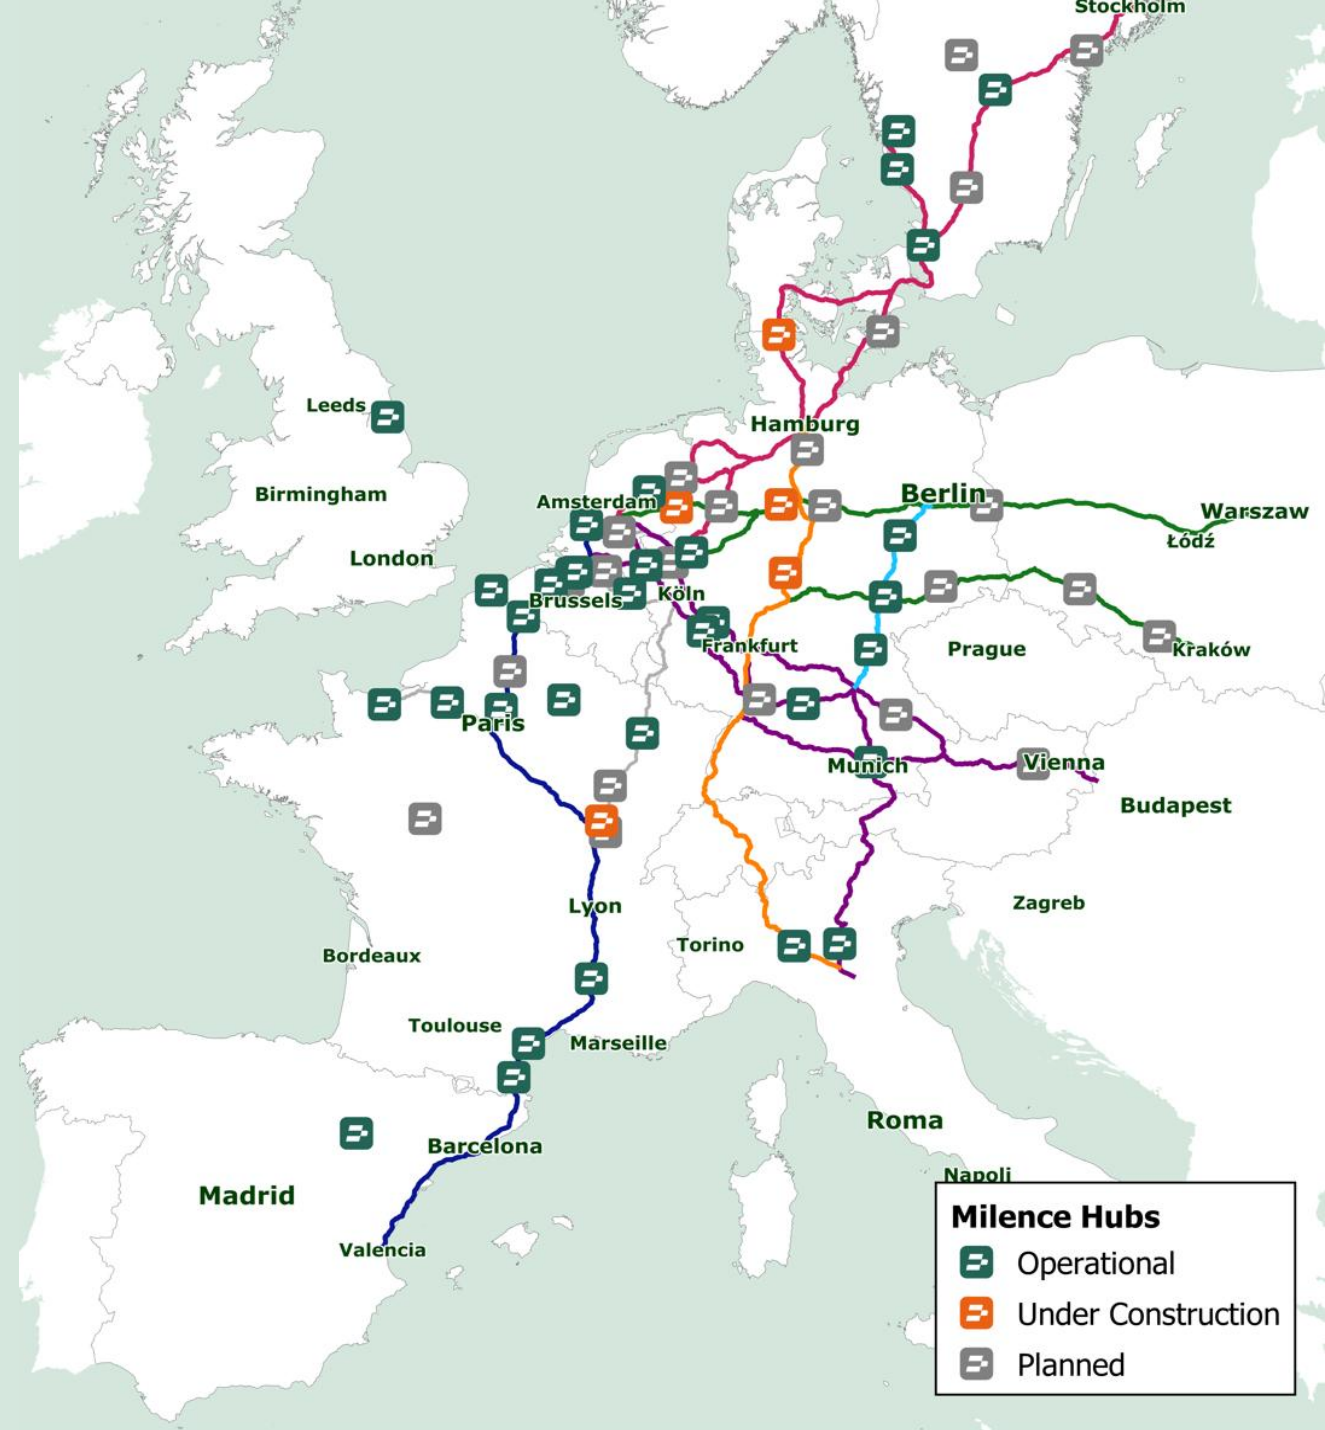 Stockholm
Leeds
Hamburg
Birmingham
Amsterdam
Berlin
Warszaw
Łódź
London
Brussels
Köln
Frankfurt
Prague
Kraków
Paris
Munich
Vienna
Budapest
Lyon
Zagreb
Torino
Bordeaux
Toulouse
Marseille
Roma
Barcelona
Napoli
Madrid
Valencia
Milence Hubs
Operational
Under Construction
Planned